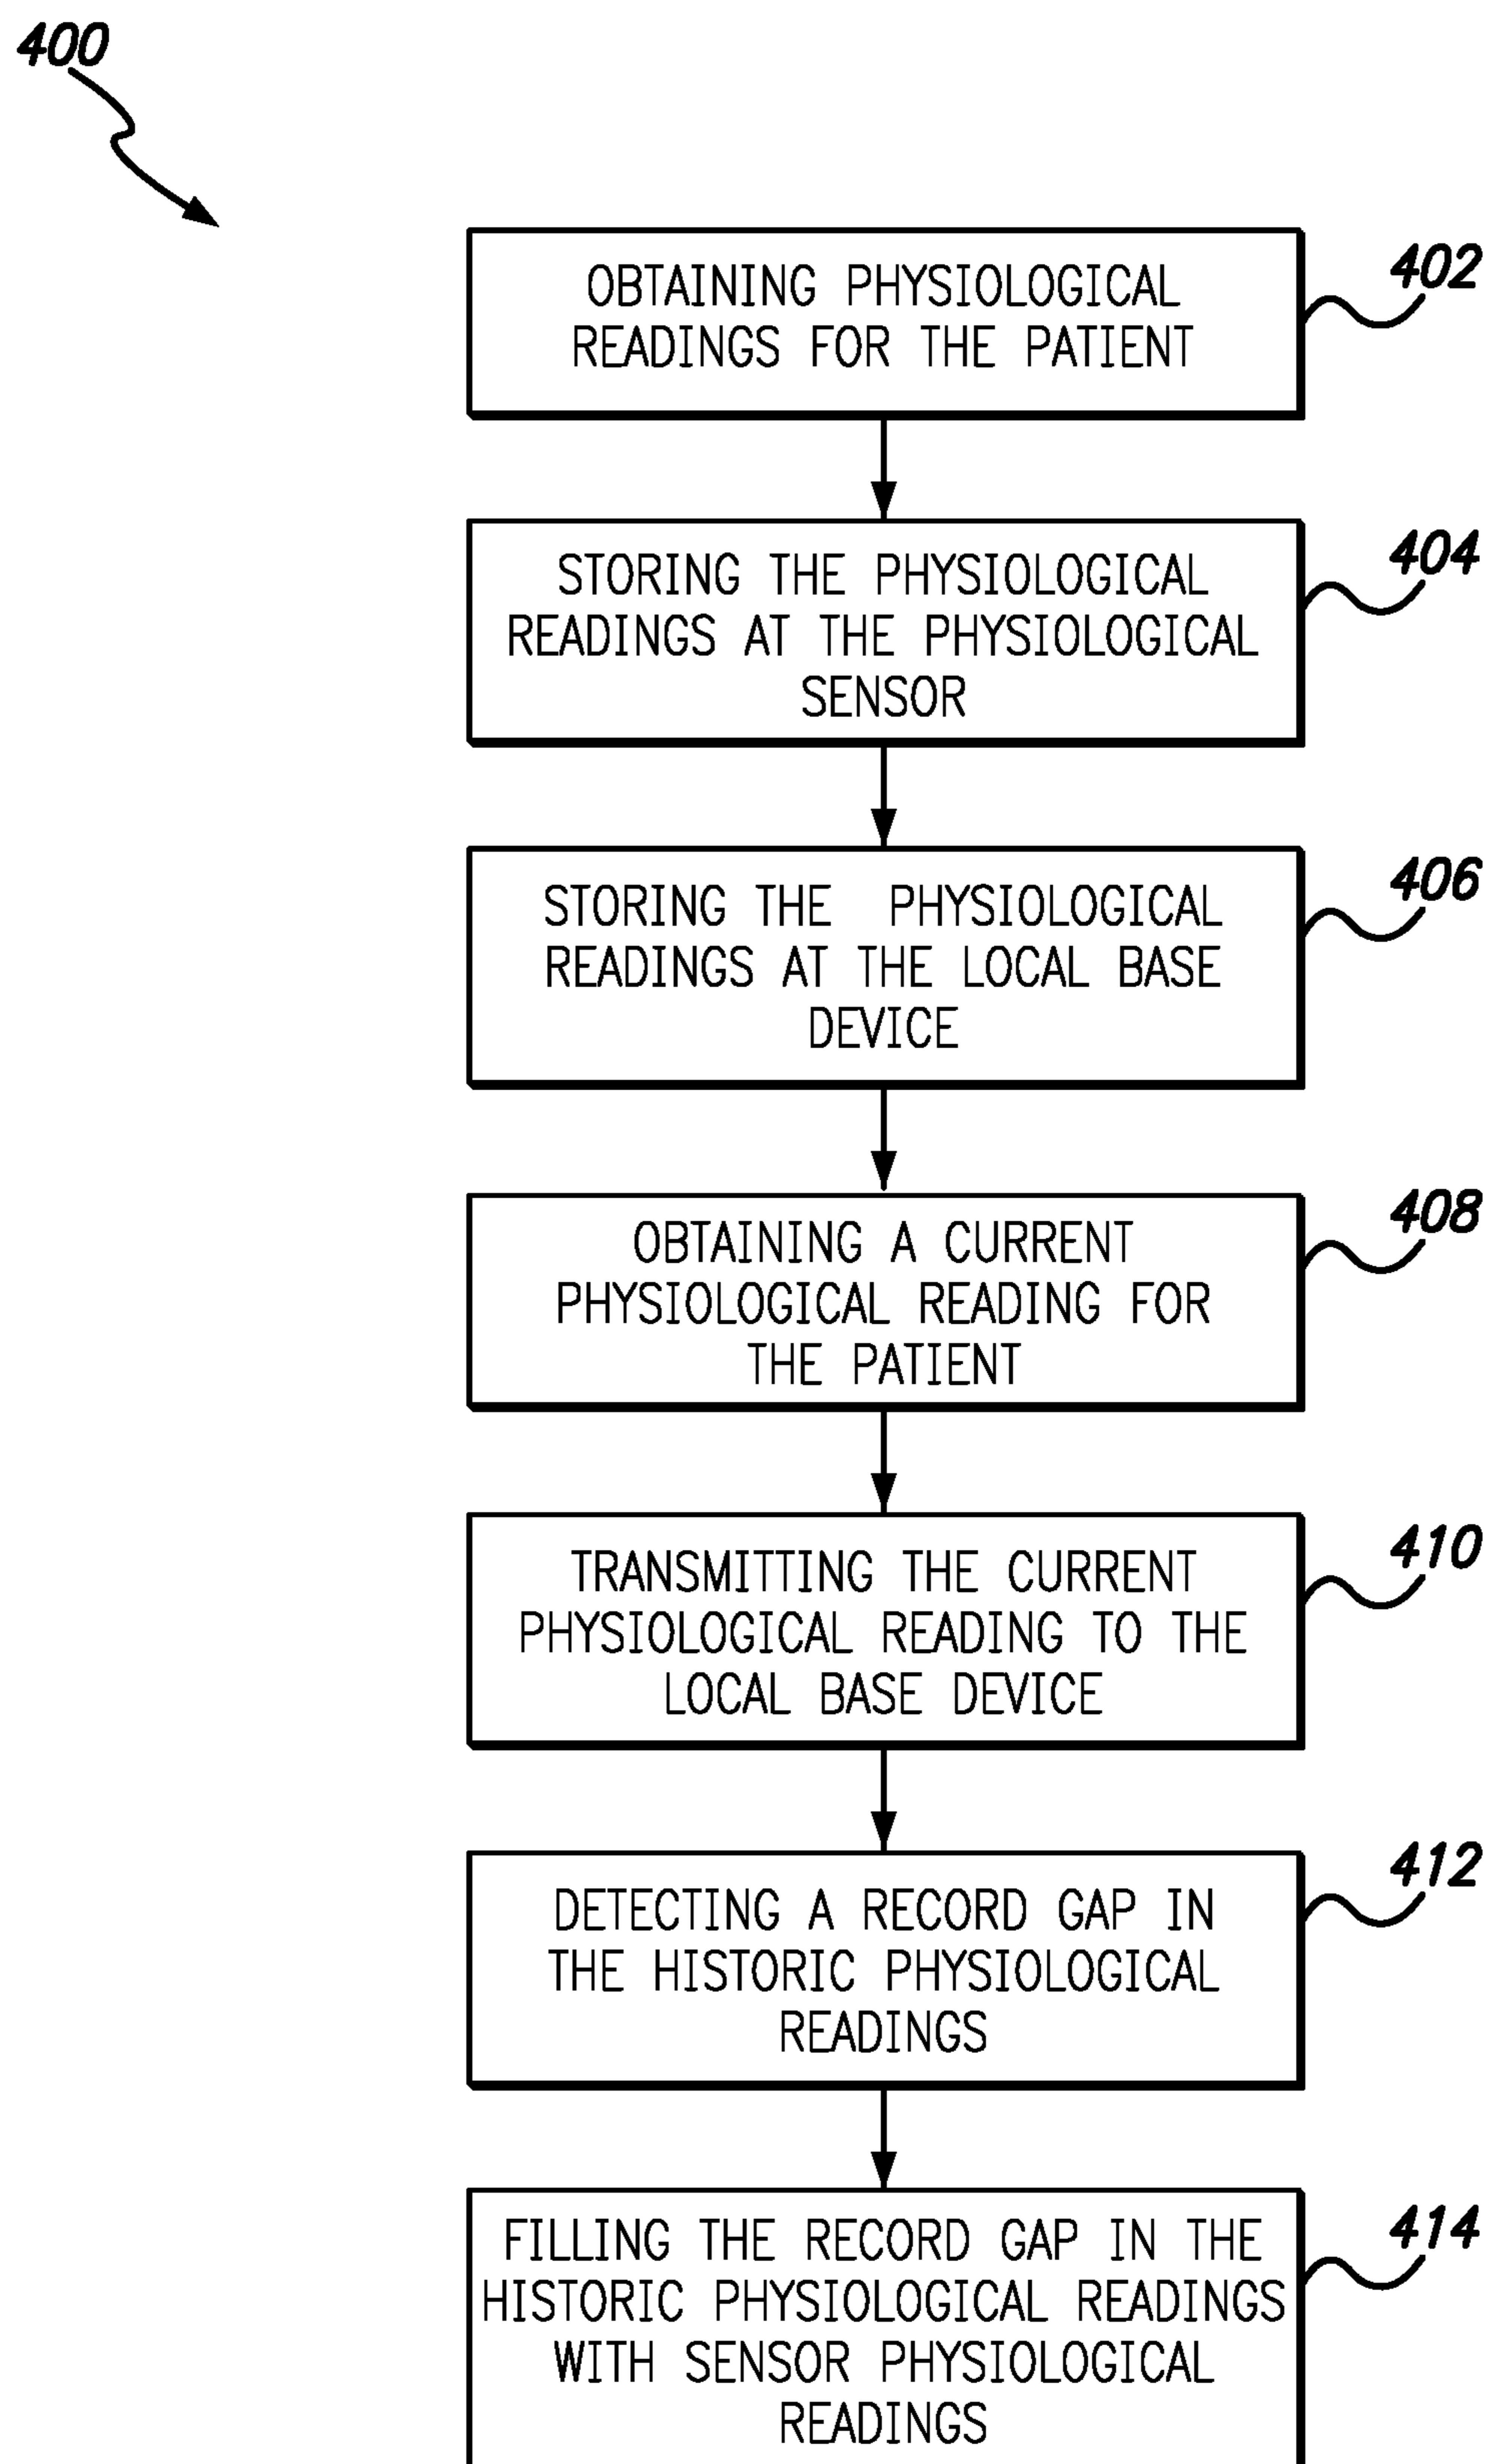 400
OBTAINING PHYSIOLOGICAL
READINGS FOR THE PATIENT
402
STORING THE PHYSIOLOGICAL
READINGS AT THE PHYSIOLOGICAL
SENSOR
404
STORING THE PHYSIOLOGICAL
READINGS AT THE LOCAL BASE
DEVICE
406
OBTAINING A CURRENT
PHYSIOLOGICAL READING FOR
THE PATIENT
408
TRANSMITTING THE CURRENT
PHYSIOLOGICAL READING TO THE
LOCAL BASE DEVICE
410
DETECTING A RECORD GAP IN
THE HISTORIC PHYSIOLOGICAL
READINGS
412
FILLING THE RECORD GAP IN THE
HISTORIC PHYSIOLOGICAL READINGS
WITH SENSOR PHYSIOLOGICAL
READINGS
414